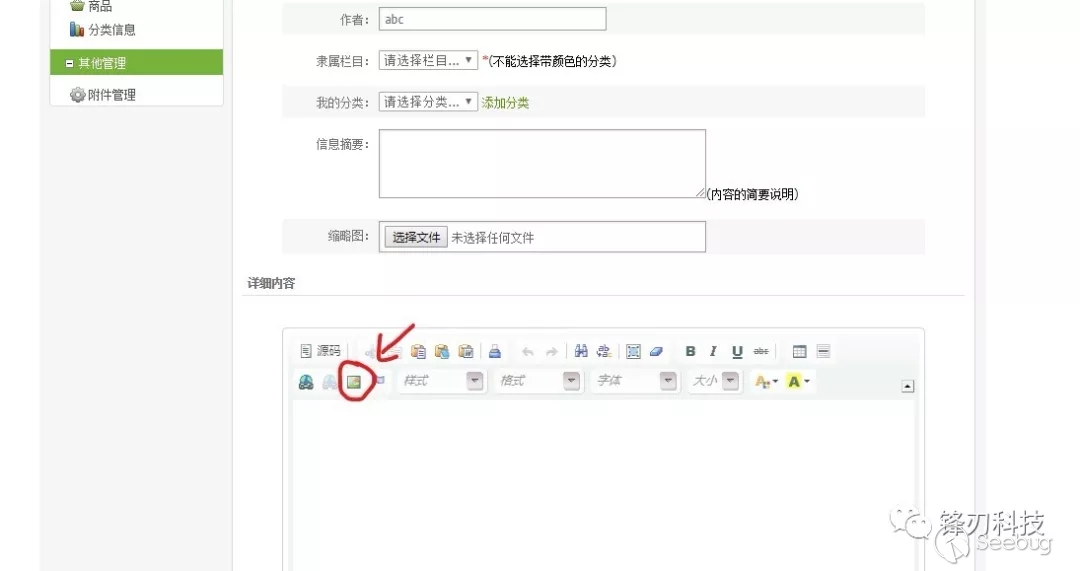 商品
分类信息
其他管理
附件管理
作者: abc
隶属栏目: 请选择栏目... *(不能选择带颜色的分类)
我的分类: 请选择分类... 添加分类
信息摘要:
(内容的简要说明)
缩略图: 选择文件 未选择任何文件
详细内容
源码 B I U abc
样式 格式 字体 大小 A A
锋刃科技
Seebug